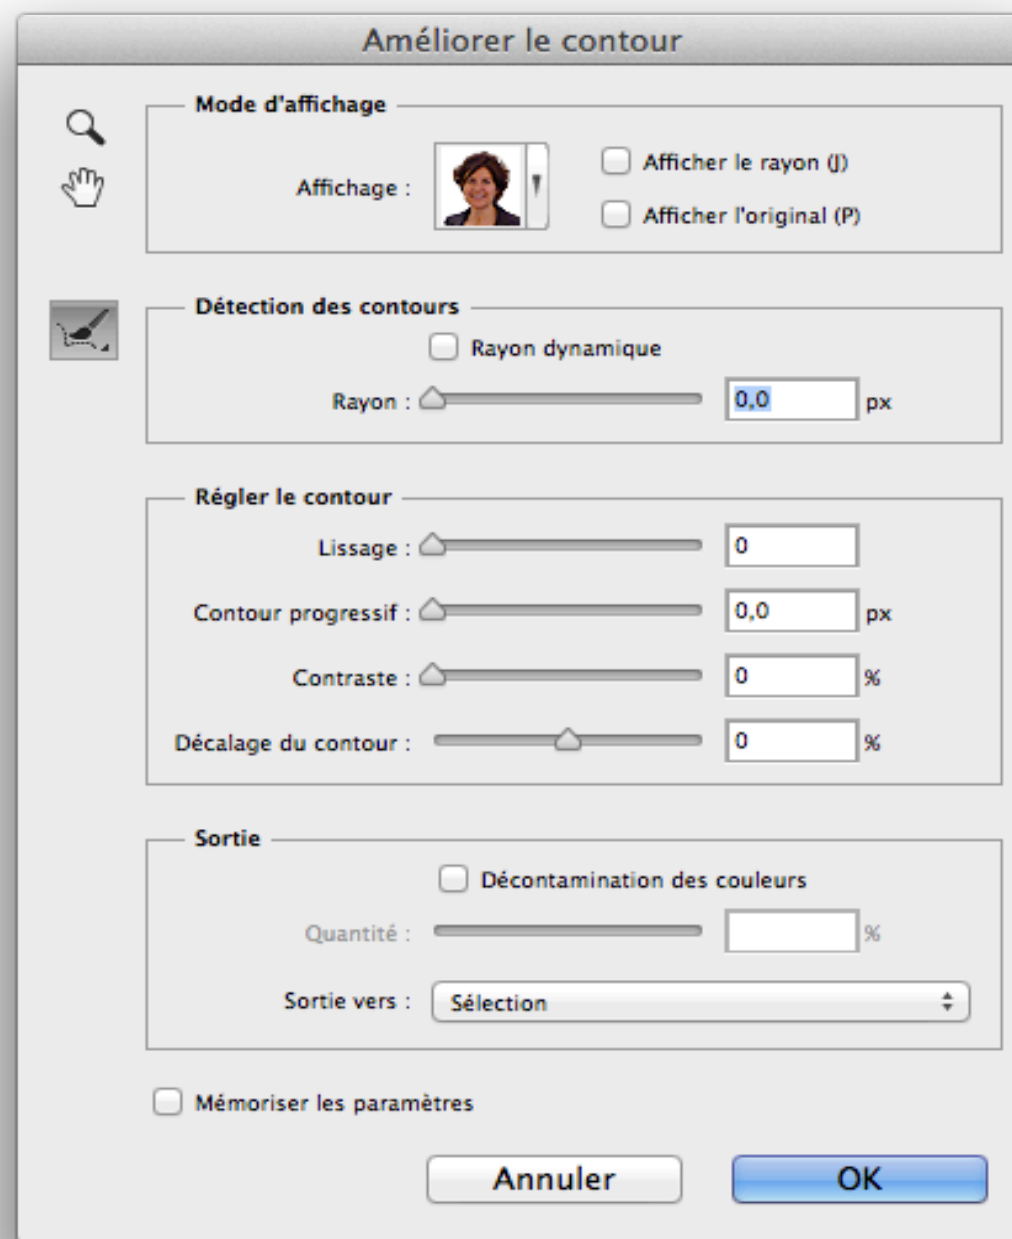 Améliorer le contour
Mode d'affichage
Affichage :
Afficher le rayon (J)
Afficher l'original (P)
Détection des contours
Rayon dynamique
Rayon : 0,0 px
Régler le contour
Lissage : 0
Contour progressif : 0,0 px
Contraste : 0 %
Décalage du contour : 0 %
Sortie
Décontamination des couleurs
Quantité : %
Sortie vers : Sélection
Mémoriser les paramètres
Annuler OK